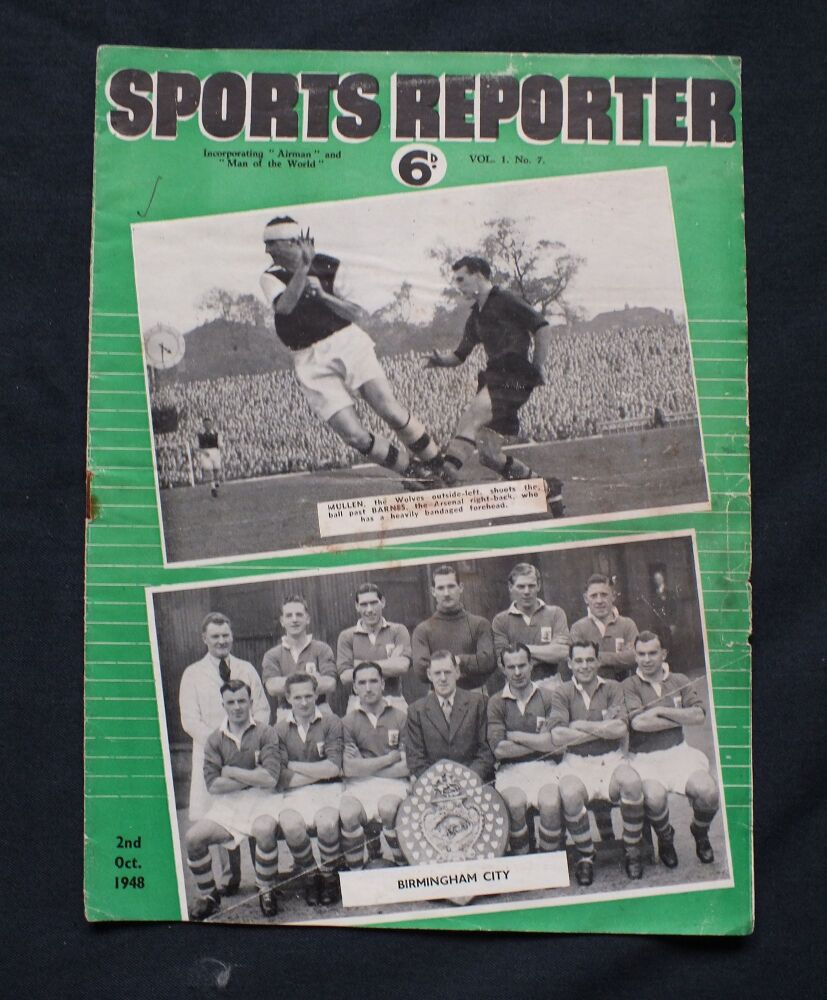 SPORTS REPORTER
Incorporating "Airman" and
"Man of the World"
6D.
VOL. 1. No. 7.
MULLEN, the Wolves outside-left, shoots the
ball past BARNES, the Arsenal right-back, who
has a heavily bandaged forehead.
BIRMINGHAM CITY
2nd
Oct.
1948